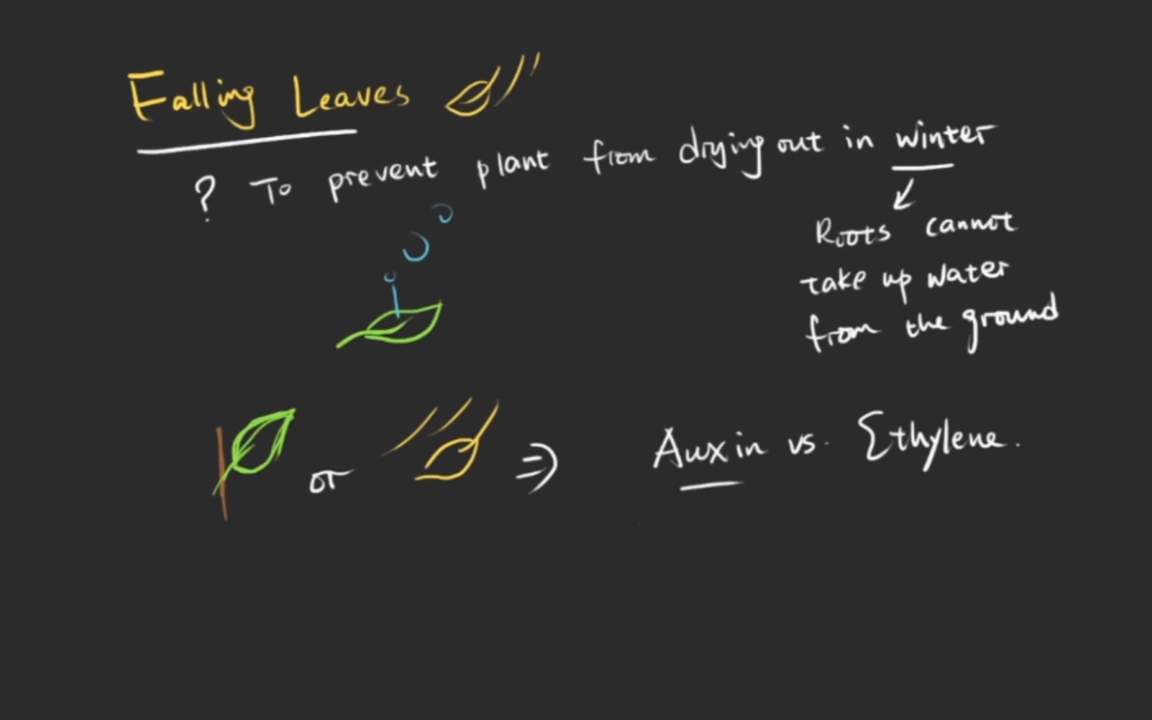 Falling Leaves
? To prevent plant from drying out in winter
Roots cannot
take up water
from the ground
or ⇒ Auxin vs. Ethylene.